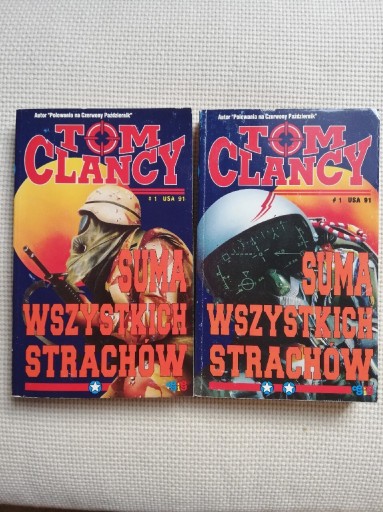 Autor "Polowania na Czerwony Październik"
TOM
CLANCY
# 1 USA 91
SUMA
WSZYSTKICH
STRACHÓW
Autor "Polowania na Czerwony Październik"
TOM
CLANCY
# 1 USA 91
SUMA
WSZYSTKICH
STRACHÓW